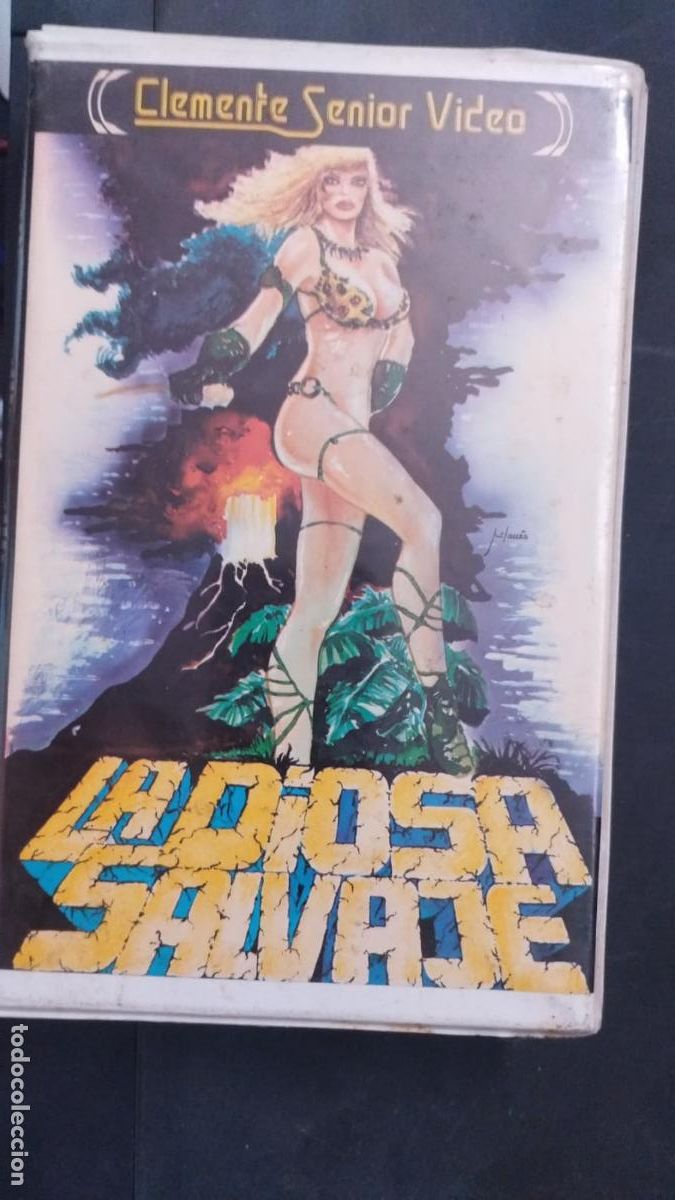 Clemente Senior Video
LA DiOSA
SALVAJE
todocoleccion